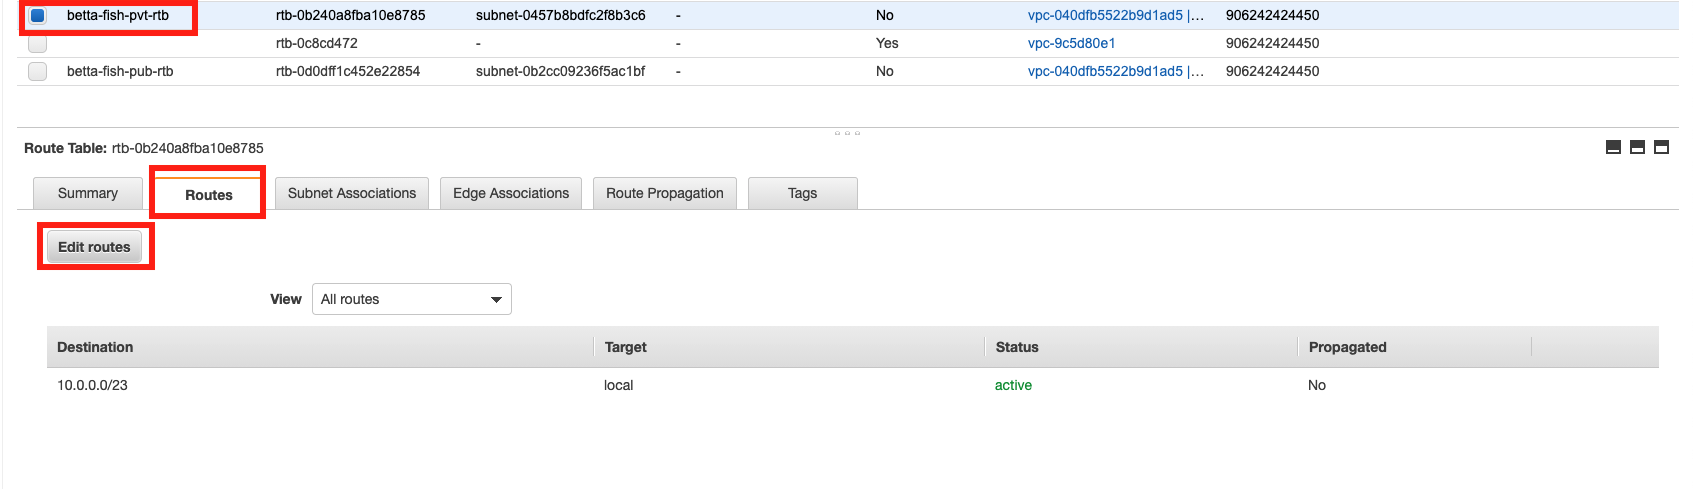 betta-fish-pvt-rtb rtb-0b240a8fba10e8785 subnet-0457b8bdfc2f8b3c6 - No vpc-040dfb5522b9d1ad5 |... 906242424450
rtb-0c8cd472 - - Yes vpc-9c5d80e1 906242424450
betta-fish-pub-rtb rtb-0d0dff1c452e22854 subnet-0b2cc09236f5ac1bf - No vpc-040dfb5522b9d1ad5 |... 906242424450
Route Table: rtb-0b240a8fba10e8785
Summary Routes Subnet Associations Edge Associations Route Propagation Tags
Edit routes
View All routes
Destination Target Status Propagated
10.0.0.0/23 local active No